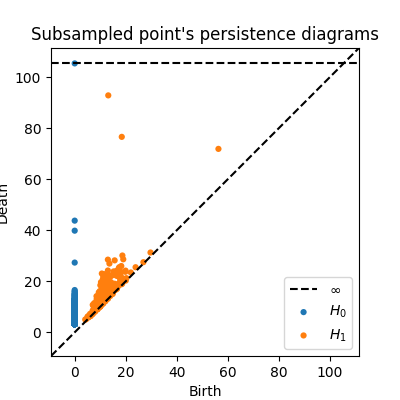 Subsampled point's persistence diagrams
100
80
60
40
20
0
Death
0 20 40 60 80 100
Birth
∞
H₀
H₁